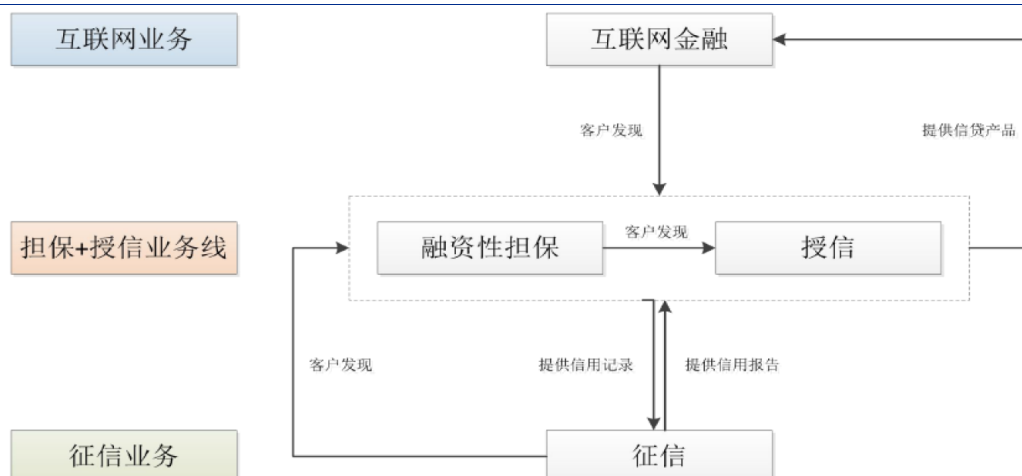 互联网业务
互联网金融
客户发现
提供信贷产品
担保+授信业务线
融资性担保
客户发现
授信
客户发现
提供信用记录
提供信用报告
征信业务
征信